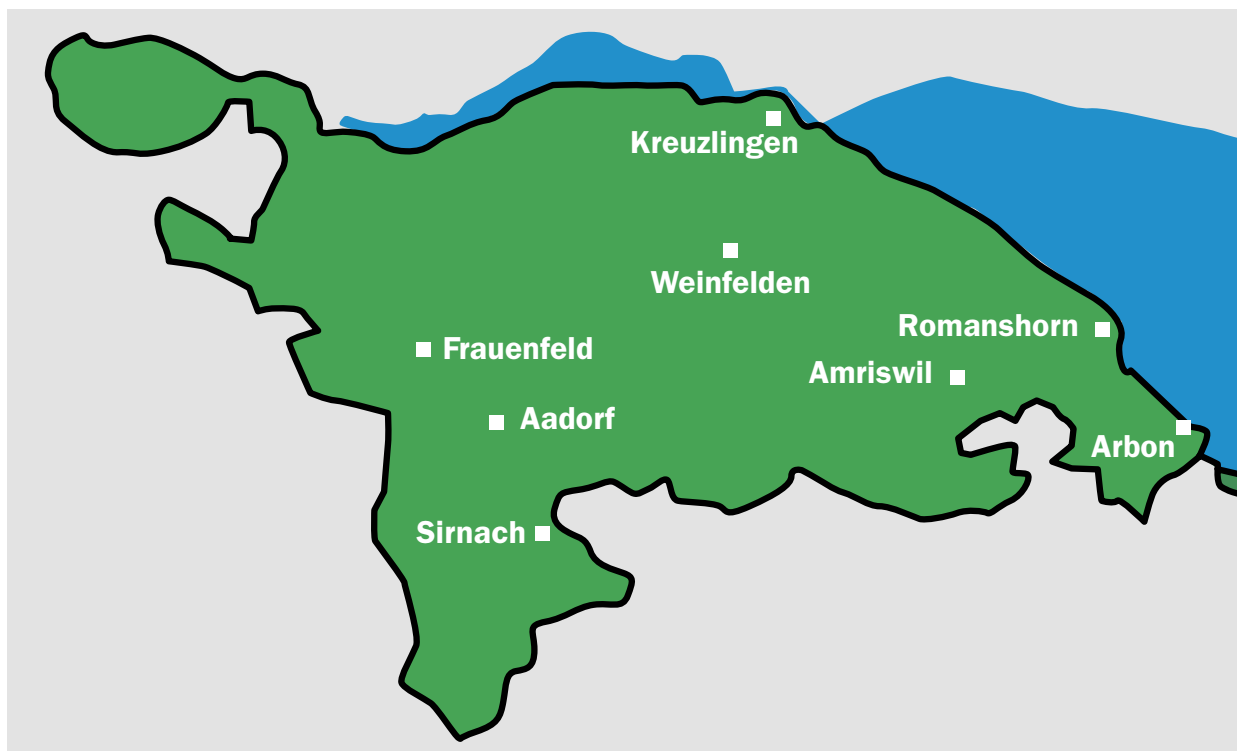 Kreuzlingen
Weinfelden
Romanshorn
Frauenfeld
Amriswil
Aadorf
Arbon
Sirnach